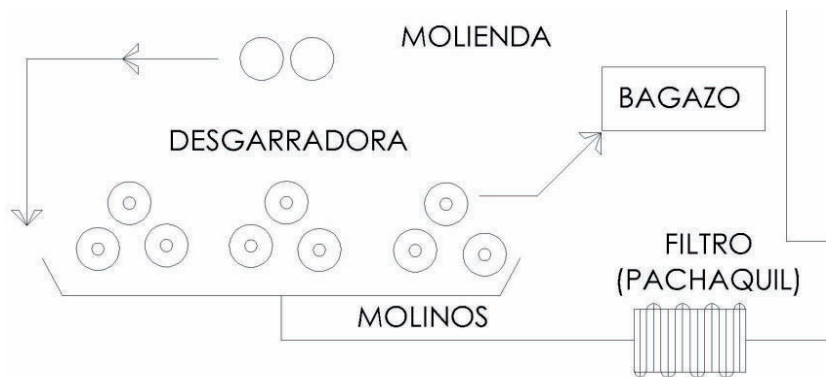 MOLIENDA
BAGAZO
DESGARRADORA
FILTRO
(PACHAQUIL)
MOLINOS